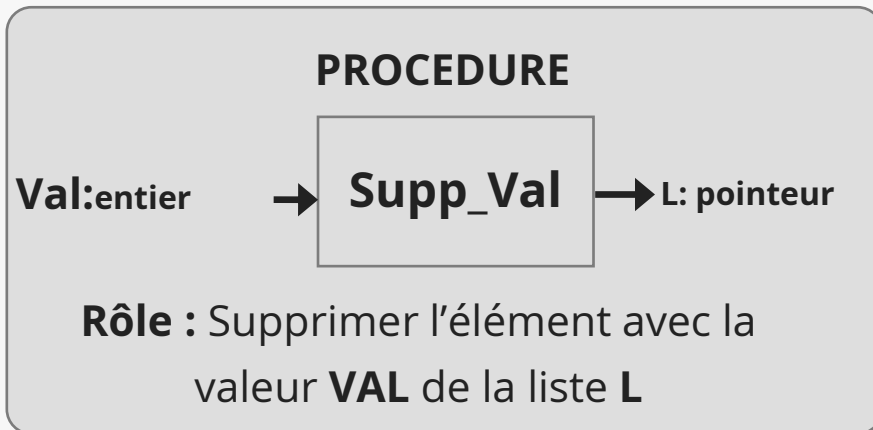 PROCEDURE
Val:entier Supp_Val L: pointeur
Rôle : Supprimer l’élément avec la
valeur VAL de la liste L